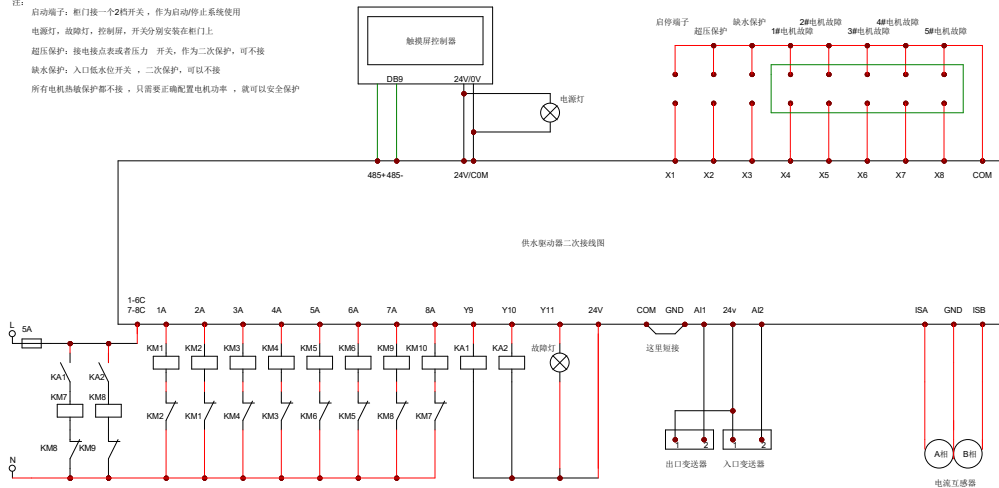 注:
启动端子: 柜门接一个2档开关 ，作为启动/停止系统使用
电源灯，故障灯，控制屏，开关分别安装在柜门上
超压保护: 接电接点表或者压力 开关，作为二次保护，可不接
缺水保护: 入口低水位开关 ，二次保护，可以不接
所有电机热敏保护都不接 ，只需要正确配置电机功率 ，就可以安全保护
触摸屏控制器
DB9 24V/0V
电源灯
启停端子 缺水保护 2#电机故障 4#电机故障
超压保护 1#电机故障 3#电机故障 5#电机故障
485+ 485- 24V/C0M X1 X2 X3 X4 X5 X6 X7 X8 COM
供水驱动器二次接线图
1-6C
7-8C 1A 2A 3A 4A 5A 6A 7A 8A Y9 Y10 Y11 24V COM GND AI1 24v AI2 ISA GND ISB
L 5A
KM1 KM2 KM3 KM4 KM5 KM6 KM9 KM10 KA1 KA2 故障灯 这里短接
KA1 KA2
KM7 KM8
KM2 KM1 KM4 KM3 KM6 KM5 KM8 KM7
KM8 KM9
1 2 1 2
N
出口变送器 入口变送器
A相 B相
电流互感器